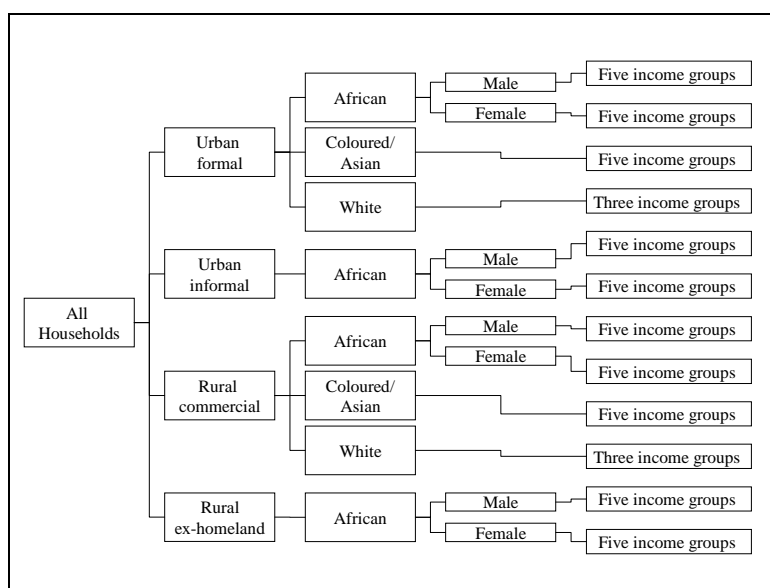 All
Households
Urban
formal
African
Male
Five income groups
Female
Five income groups
Coloured/
Asian
Five income groups
White
Three income groups
Urban
informal
African
Male
Five income groups
Female
Five income groups
Rural
commercial
African
Male
Five income groups
Female
Five income groups
Coloured/
Asian
Five income groups
White
Three income groups
Rural
ex-homeland
African
Male
Five income groups
Female
Five income groups